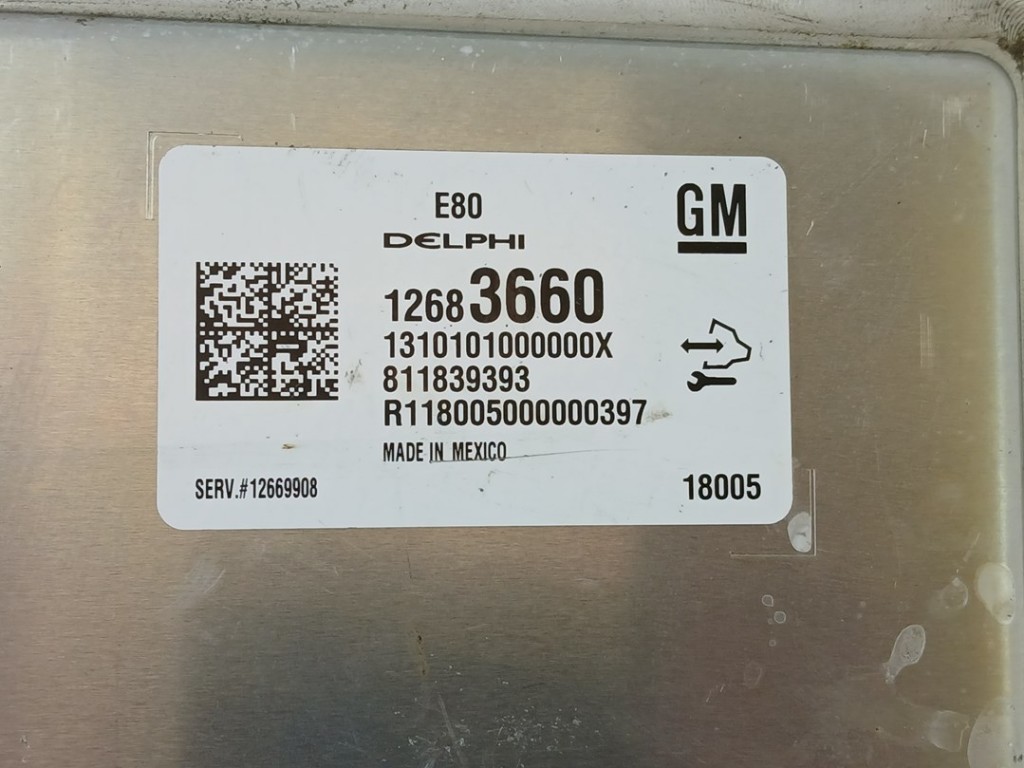 E80
GM
DELPHI
12683660
1310101000000X
811839393
R118005000000397
MADE IN MEXICO
SERV.#12669908
18005